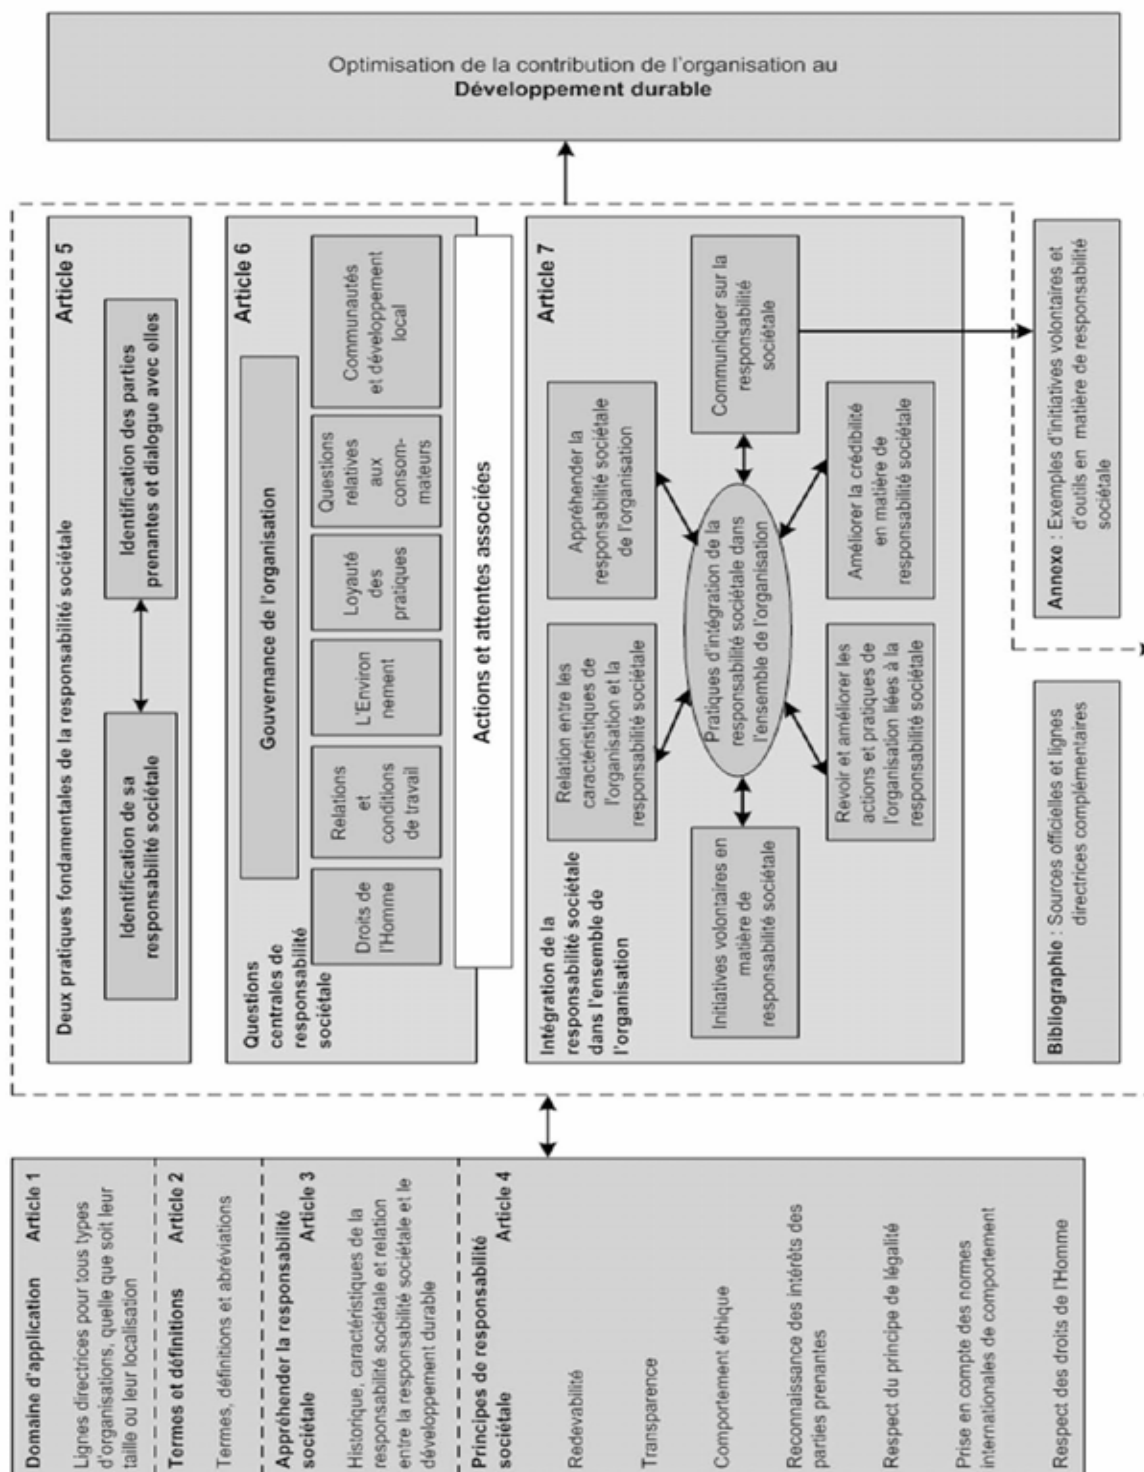 Domaine d'application Article 1
Lignes directrices pour tous types
d'organisations, quelle que soit leur
taille ou leur localisation
Termes et définitions Article 2
Termes, définitions et abréviations
Appréhender la responsabilité
sociétale Article 3
Historique, caractéristiques de la
responsabilité sociétale et relation
entre la responsabilité sociétale et le
développement durable
Principes de responsabilité
sociétale Article 4
Redevabilité
Transparence
Comportement éthique
Reconnaissance des intérêts des
parties prenantes
Respect du principe de légalité
Prise en compte des normes
internationales de comportement
Respect des droits de l'Homme
Deux pratiques fondamentales de la responsabilité sociétale Article 5
Identification de sa
responsabilité sociétale
Identification des parties
prenantes et dialogue avec elles
Article 6
Questions
centrales de
responsabilité
sociétale
Gouvernance de l'organisation
Droits de
l'Homme
Relations
et
conditions
de travail
L'Environ
nement
Loyauté
des
pratiques
Questions
relatives
aux
consom-
mateurs
Communautés
et développement
local
Actions et attentes associées
Article 7
Intégration de la
responsabilité sociétale
dans l'ensemble de
l'organisation
Relation entre les
caractéristiques de
l'organisation et la
responsabilité sociétale
Appréhender la
responsabilité sociétale
de l'organisation
Initiatives volontaires en
matière de
responsabilité sociétale
Pratiques d'intégration de la
responsabilité sociétale dans
l'ensemble de l'organisation
Communiquer sur la
responsabilité
sociétale
Revoir et améliorer les
actions et pratiques de
l'organisation liées à la
responsabilité sociétale
Améliorer la crédibilité
en matière de
responsabilité sociétale
Bibliographie : Sources officielles et lignes
directrices complémentaires
Annexe : Exemples d'initiatives volontaires et
d'outils en matière de responsabilité
sociétale
Optimisation de la contribution de l'organisation au
Développement durable